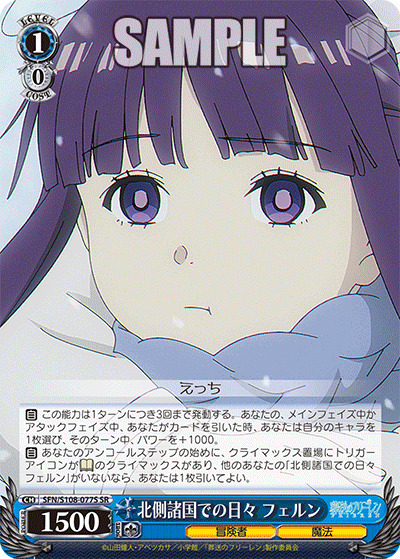 LEVEL
1
0
COST
SAMPLE
えっち
自 この能力は1ターンにつき3回まで発動する。あなたの、メインフェイズ中か
アタックフェイズ中、あなたがカードを引いた時、あなたは自分のキャラを
1枚選び、そのターン中、パワーを+1000。
自 あなたのアンコールステップの始めに、クライマックス置場にトリガー
アイコンが のクライマックスがあり、他のあなたの「北側諸国での日々 フェ
ルン」がいないなら、あなたは1枚引いてよい。
CH SFN/S108-077S SR
1500
北側諸国での日々 フェルン
葬送のフリーレン
冒険者
魔法
©山田鐘人・アベツカサ/小学館/「葬送のフリーレン」製作委員会